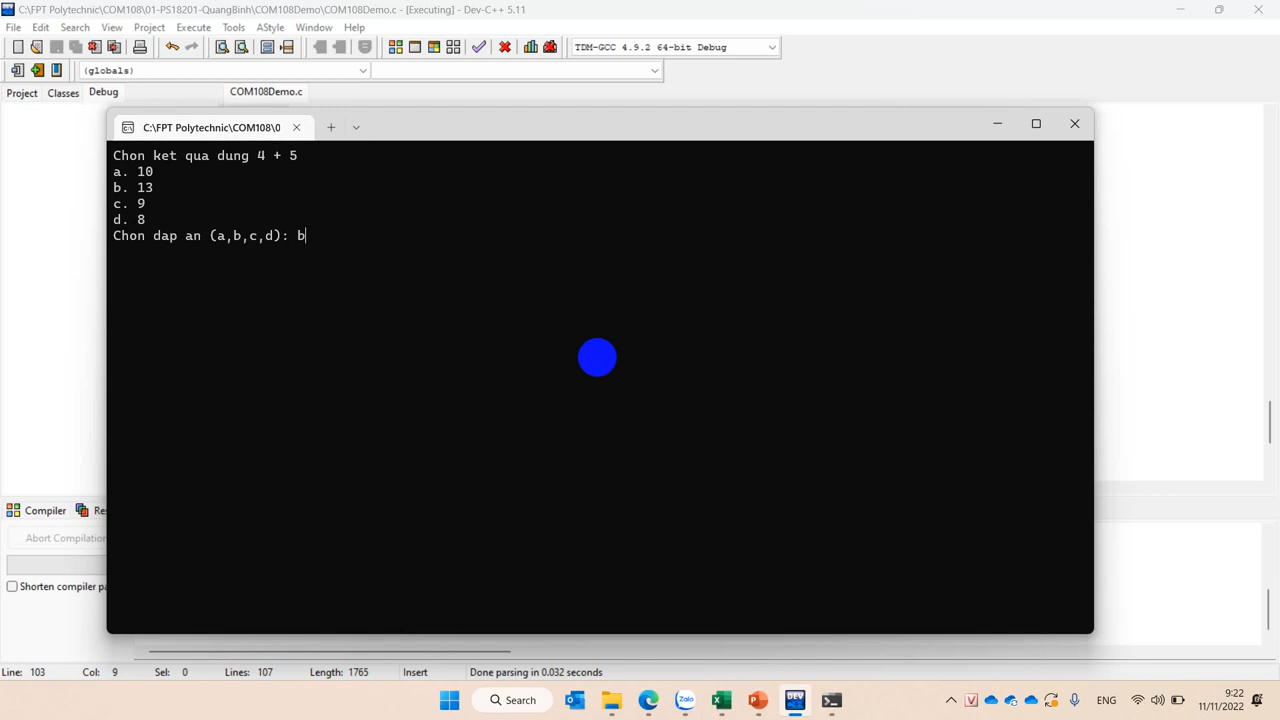 C:\FPT Polytechnic\COM108\01-PS18201-QuangBinh\COM108Demo\COM108Demo.c - [Executing] - Dev-C++ 5.11
File Edit Search View Project Execute Tools AStyle Window Help
TDM-GCC 4.9.2 64-bit Debug
(globals)
Project Classes Debug COM108Demo.c
C:\FPT Polytechnic\COM108\0
Chon ket qua dung 4 + 5
a. 10
b. 13
c. 9
d. 8
Chon dap an (a,b,c,d): b
Compiler Res
Abort Compilation
Shorten compiler pa
Line: 103 Col: 9 Sel: 0 Lines: 107 Length: 1765 Insert Done parsing in 0.032 seconds
Search
Zalo
DEV
ENG
9:22
11/11/2022